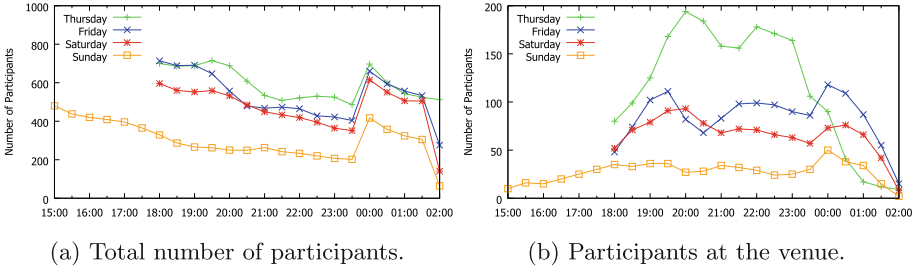 Number of Participants
1000
800
600
400
200
0
Thursday
Friday
Saturday
Sunday
15:00 16:00 17:00 18:00 19:00 20:00 21:00 22:00 23:00 00:00 01:00 02:00
(a) Total number of participants.
Number of Participants
200
150
100
50
0
Thursday
Friday
Saturday
Sunday
15:00 16:00 17:00 18:00 19:00 20:00 21:00 22:00 23:00 00:00 01:00 02:00
(b) Participants at the venue.